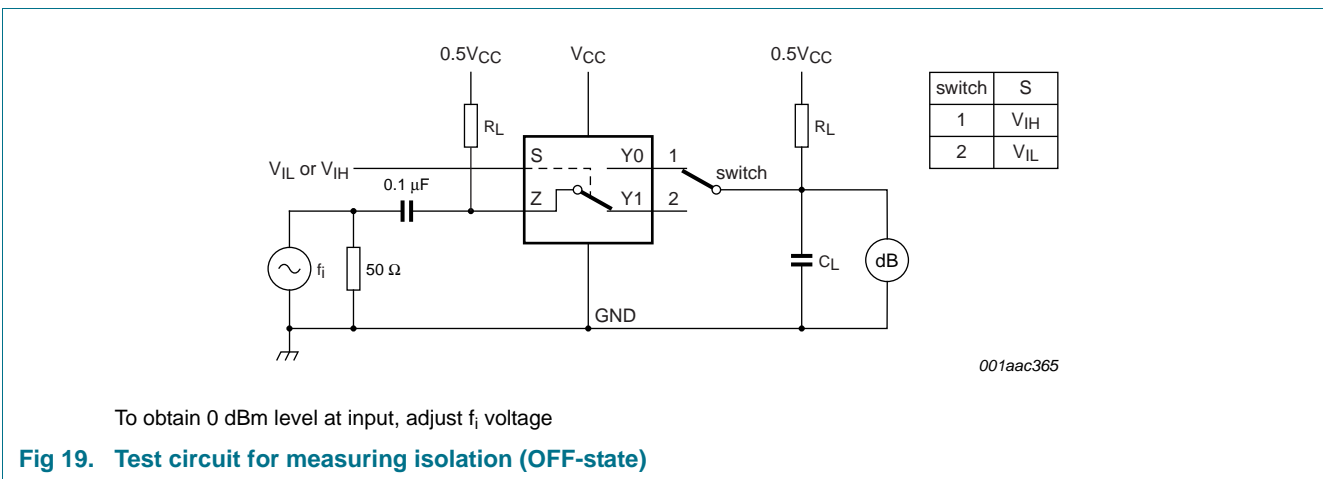 0.5VCC VCC 0.5VCC
switch S
1 VIH
2 VIL
RL RL
S Y0 1 switch
VIL or VIH
0.1 μF
Z Y1 2
fi 50 Ω CL dB
GND
001aac365
To obtain 0 dBm level at input, adjust fi voltage
Fig 19. Test circuit for measuring isolation (OFF-state)